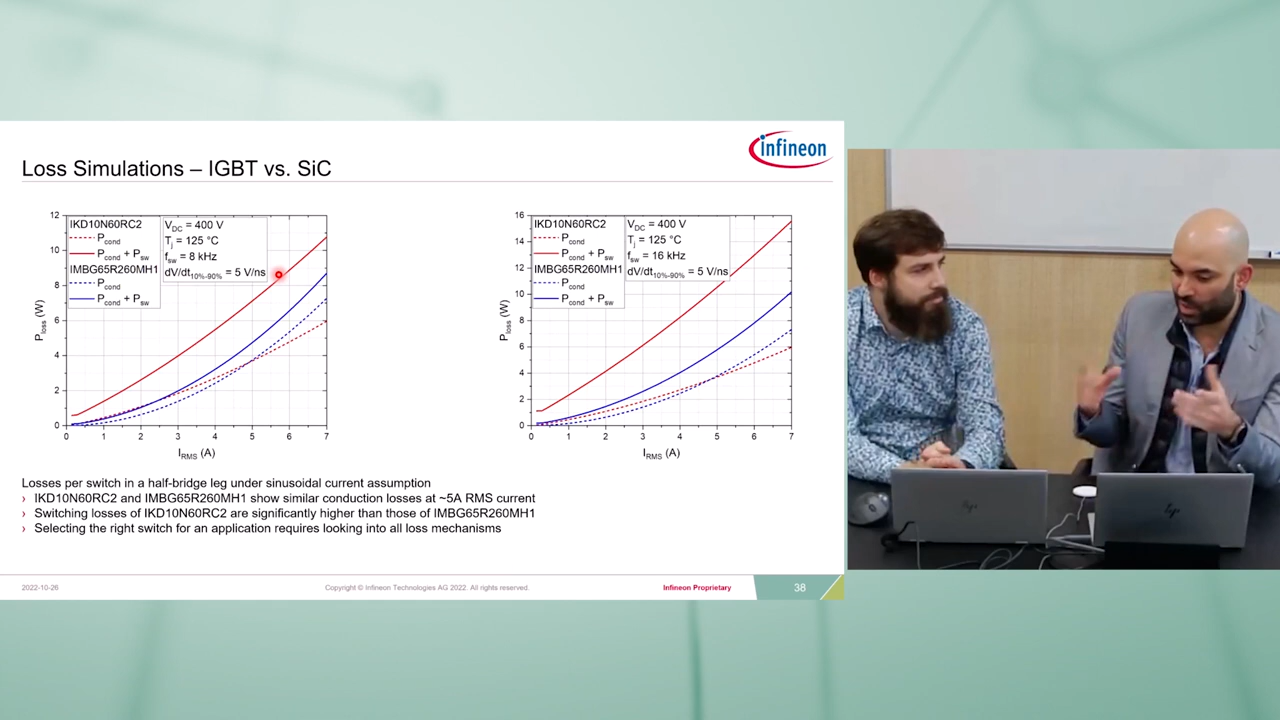 infineon
Loss Simulations – IGBT vs. SiC
12
10
8
6
4
2
0
0 1 2 3 4 5 6 7
P_loss (W)
I_RMS (A)
IKD10N60RC2
P_cond
P_cond + P_sw
IMBG65R260MH1
P_cond
P_cond + P_sw
V_DC = 400 V
T_j = 125 °C
f_sw = 8 kHz
dV/dt_10%-90% = 5 V/ns
16
14
12
10
8
6
4
2
0
0 1 2 3 4 5 6 7
P_loss (W)
I_RMS (A)
IKD10N60RC2
P_cond
P_cond + P_sw
IMBG65R260MH1
P_cond
P_cond + P_sw
V_DC = 400 V
T_j = 125 °C
f_sw = 16 kHz
dV/dt_10%-90% = 5 V/ns
Losses per switch in a half-bridge leg under sinusoidal current assumption
› IKD10N60RC2 and IMBG65R260MH1 show similar conduction losses at ~5A RMS current
› Switching losses of IKD10N60RC2 are significantly higher than those of IMBG65R260MH1
› Selecting the right switch for an application requires looking into all loss mechanisms
2022-10-26
Copyright © Infineon Technologies AG 2022. All rights reserved.
Infineon Proprietary
38
hp
hp